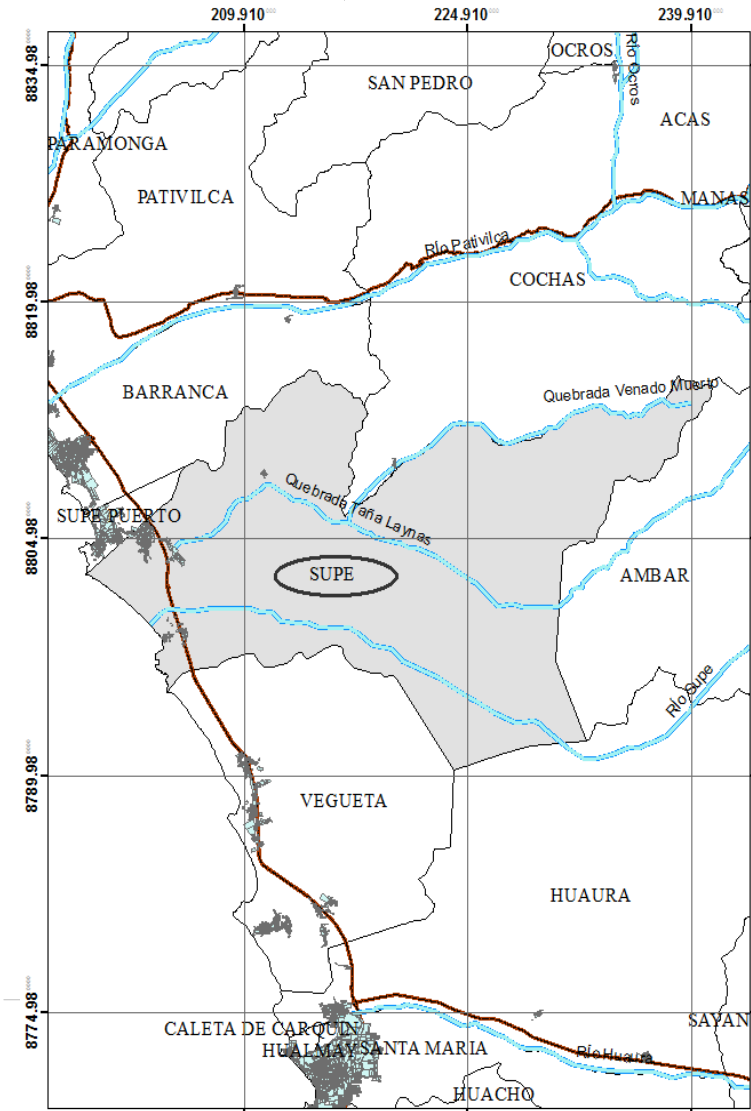 209.910
224.910
239.910
8834.98
8819.98
8804.98
8789.98
8774.98
OCROS
Río Ocros
SAN PEDRO
ACAS
PARAMONGA
PATIVILCA
MANAS
Río Pativilca
COCHAS
BARRANCA
Quebrada Venado Muerto
Quebrada Taña Laynas
SUPE PUERTO
SUPE
AMBAR
Río Supe
VEGUETA
HUAURA
SAYAN
CALETA DE CARQUIN
HUALMAY
SANTA MARIA
Río Huaura
HUACHO